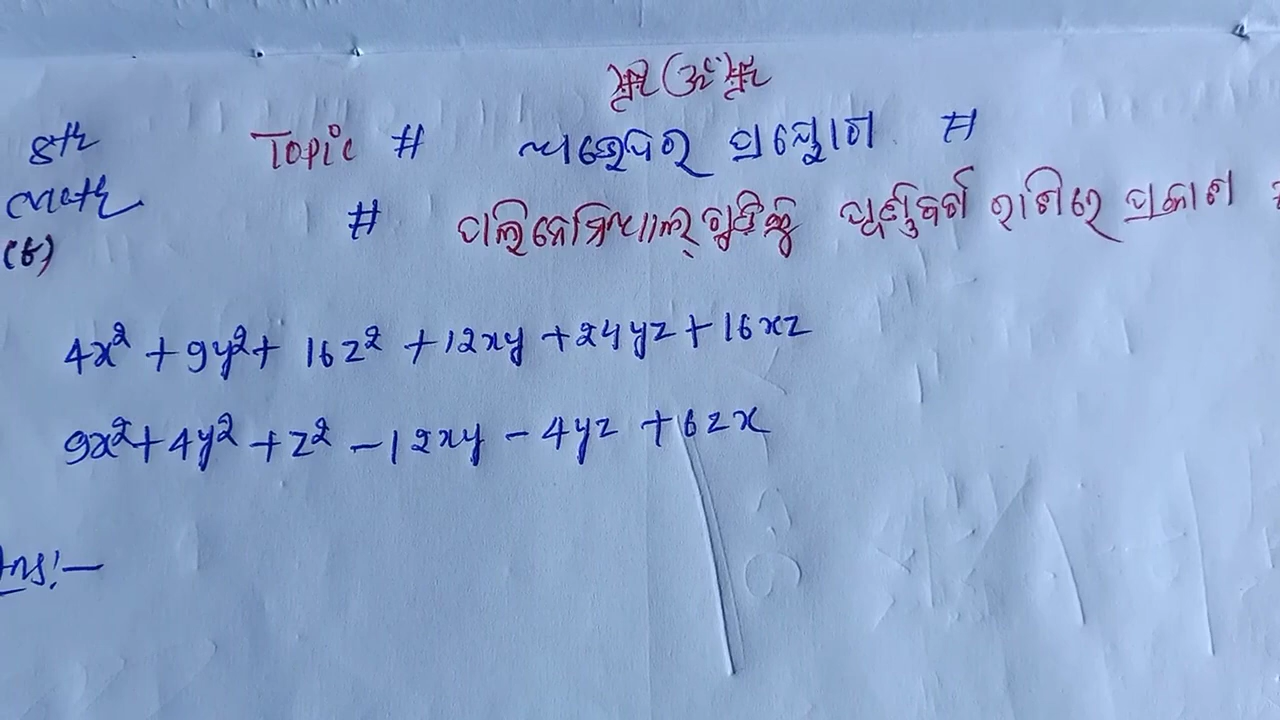 8th
Topic # ଅଭେଦର ପ୍ରୟୋଗ #
Math
# ପଲିନୋମିଆଲ୍ ଗୁଡିକୁ ପୂର୍ଣ୍ଣବର୍ଗ ରାଶିରେ ପ୍ରକାଶ
4x² + 9y² + 16z² + 12xy + 24yz + 16xz
9x² + 4y² + z² - 12xy - 4yz + 6zx
Ans:-